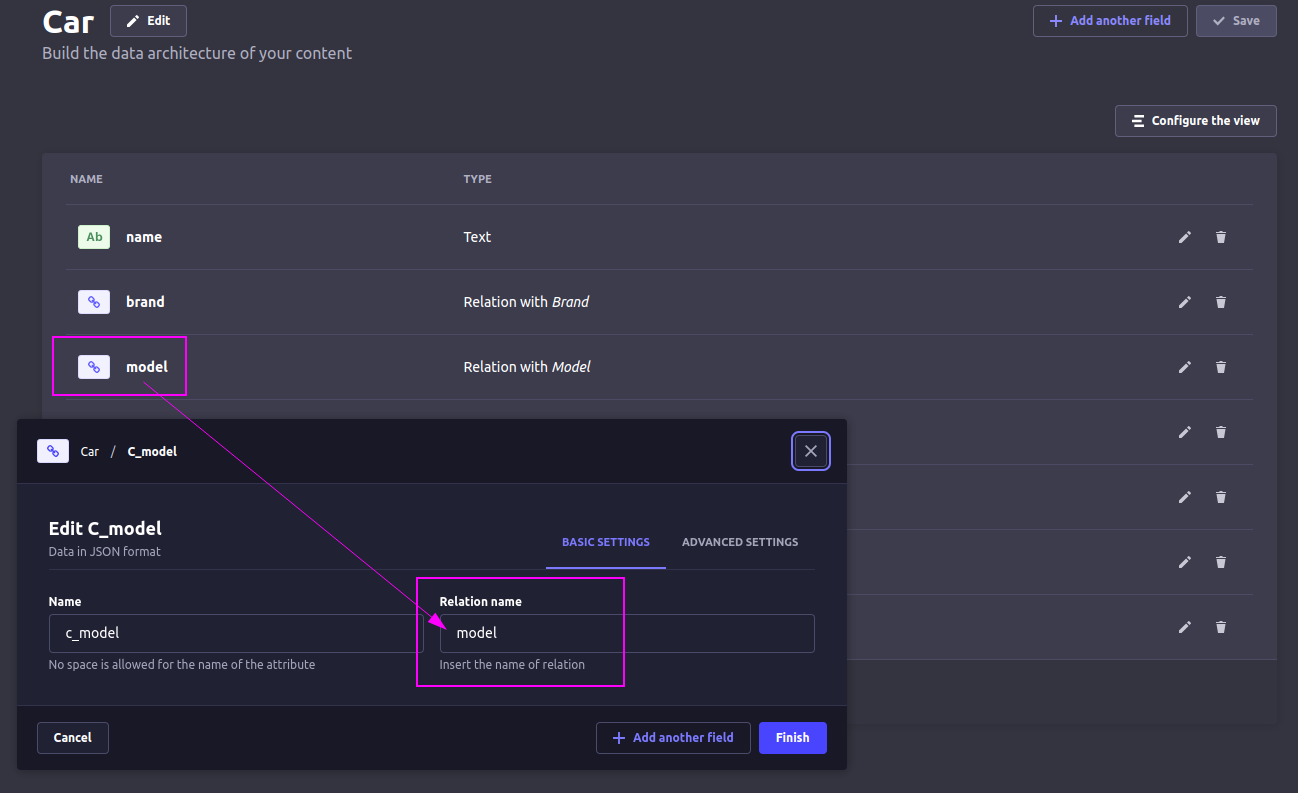 Car
Edit
Add another field
Save
Build the data architecture of your content
Configure the view
NAME TYPE
Ab name Text
brand Relation with Brand
model Relation with Model
Car / C_model
Edit C_model
Data in JSON format
BASIC SETTINGS ADVANCED SETTINGS
Name Relation name
c_model model
No space is allowed for the name of the attribute Insert the name of relation
Cancel Add another field Finish